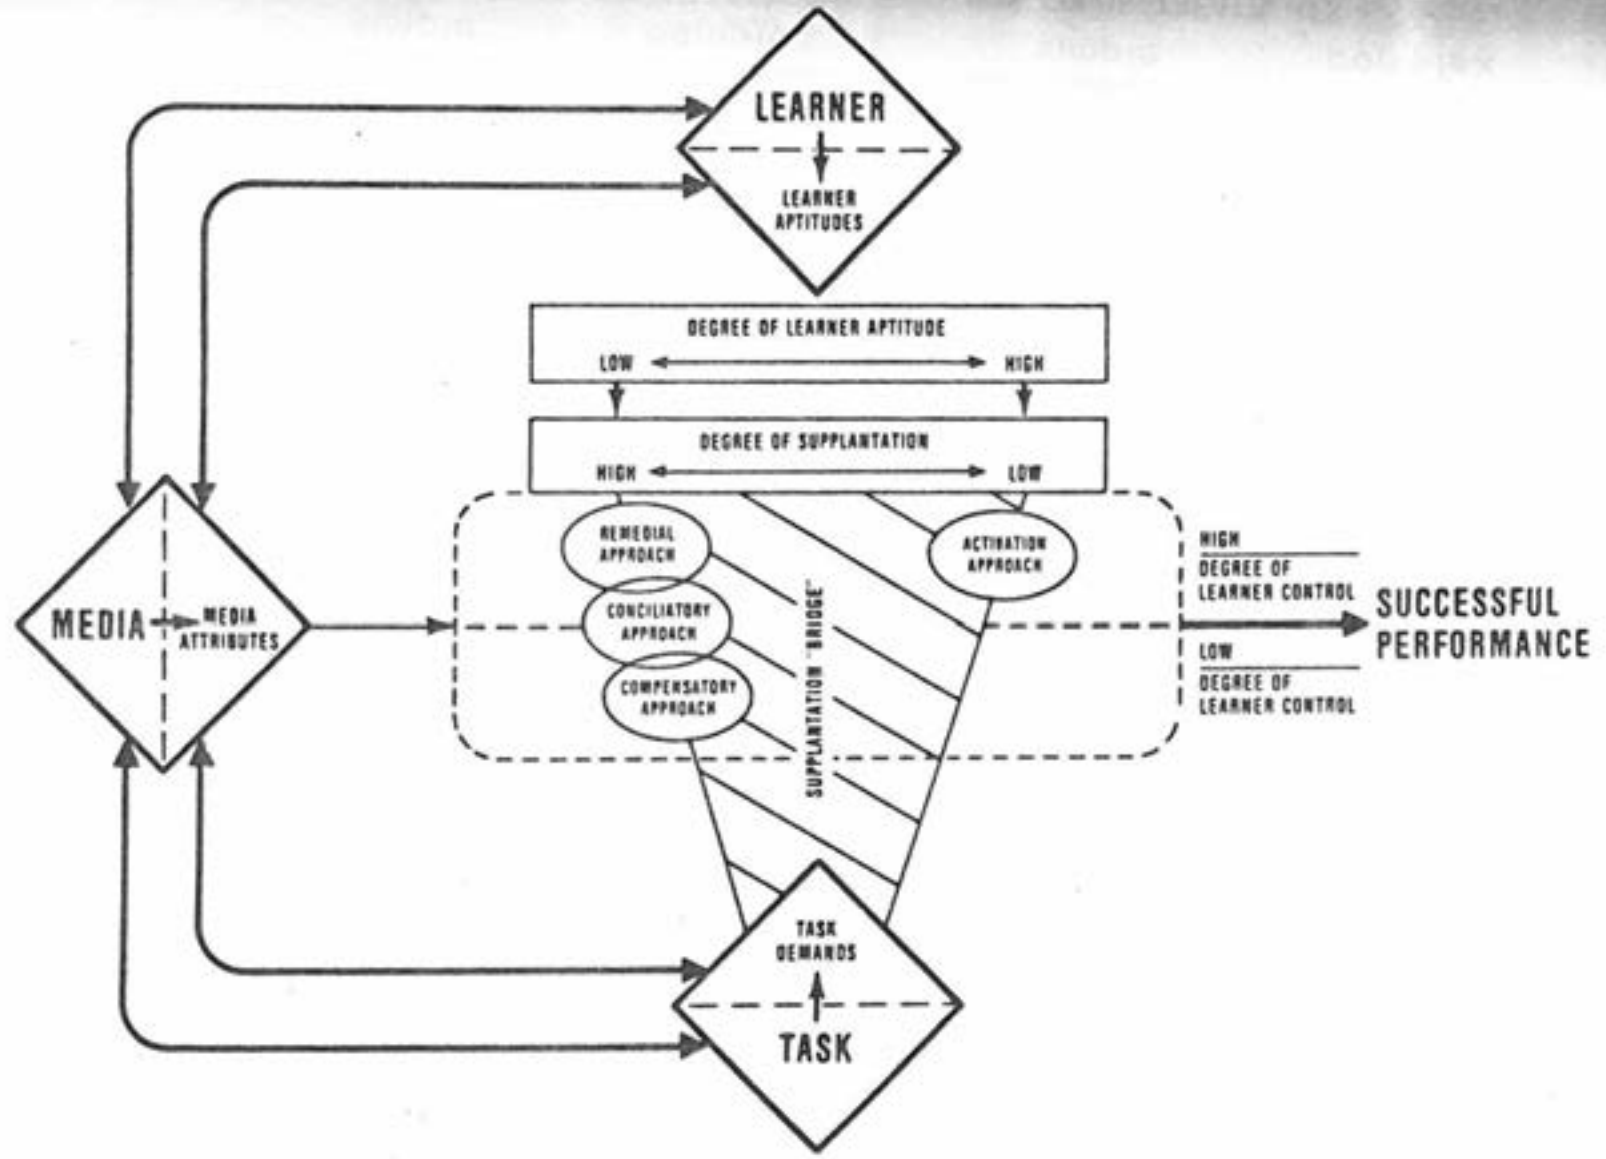 LEARNER
LEARNER
APTITUDES
DEGREE OF LEARNER APTITUDE
LOW HIGH
DEGREE OF SUPPLANTATION
HIGH LOW
REMEDIAL
APPROACH
ACTIVATION
APPROACH
CONCILIATORY
APPROACH
COMPENSATORY
APPROACH
SUPPLANTATION "BRIDGE"
MEDIA
MEDIA
ATTRIBUTES
HIGH
DEGREE OF
LEARNER CONTROL
LOW
DEGREE OF
LEARNER CONTROL
SUCCESSFUL
PERFORMANCE
TASK
DEMANDS
TASK